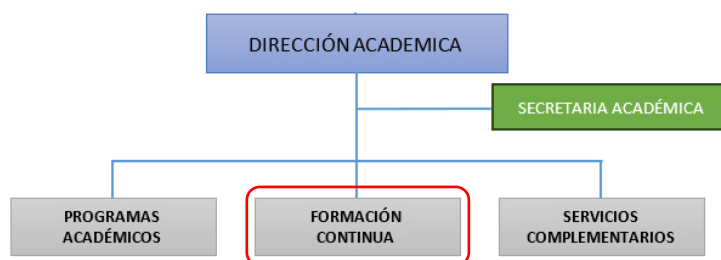 DIRECCIÓN ACADEMICA
SECRETARIA ACADÉMICA
PROGRAMAS
ACADÉMICOS
FORMACIÓN
CONTINUA
SERVICIOS
COMPLEMENTARIOS